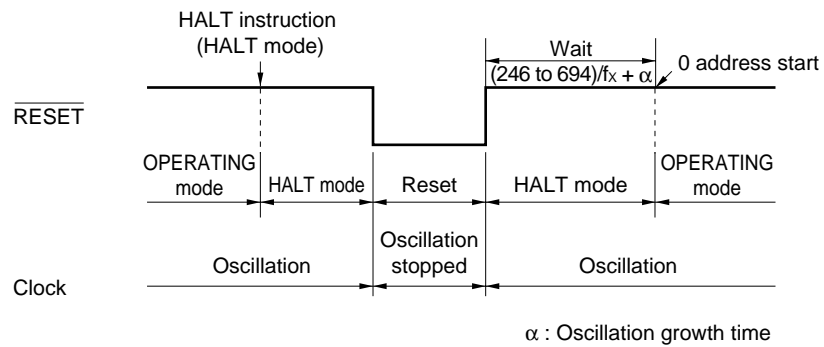 HALT instruction
(HALT mode)
Wait
(246 to 694)/fX + α
0 address start
RESET
OPERATING
mode
HALT mode
Reset
HALT mode
OPERATING
mode
Oscillation
Oscillation
stopped
Oscillation
Clock
α : Oscillation growth time